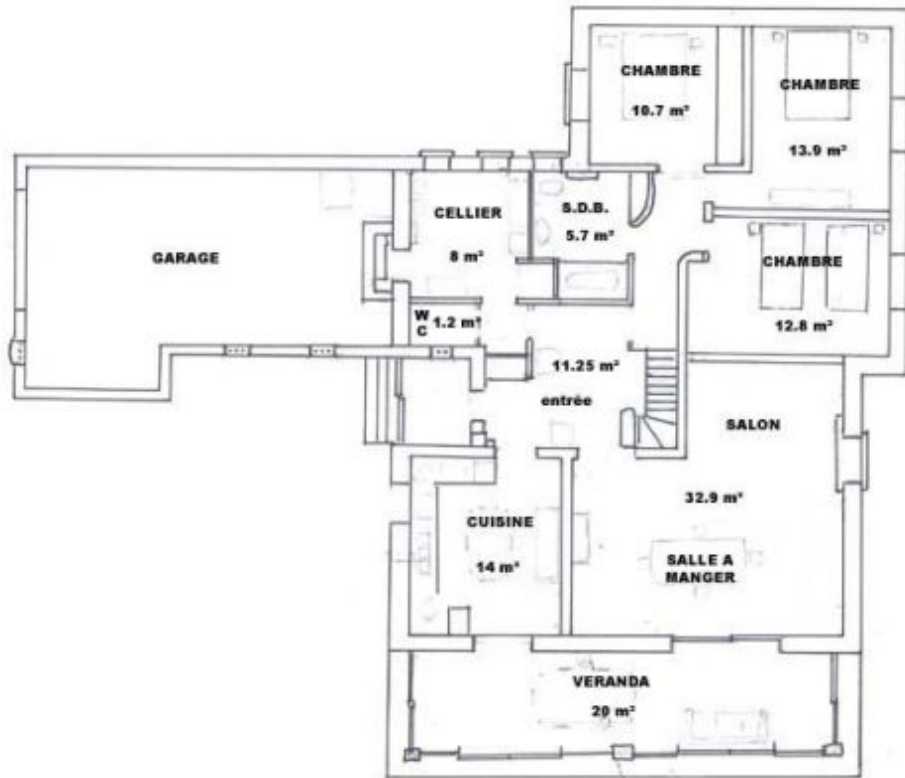 CHAMBRE
10.7 m²
CHAMBRE
13.9 m²
CELLIER
8 m²
S.D.B.
5.7 m²
GARAGE
CHAMBRE
12.8 m²
W
C
1.2 m²
11.25 m²
entrée
SALON
32.9 m²
CUISINE
14 m²
SALLE A
MANGER
VERANDA
20 m²